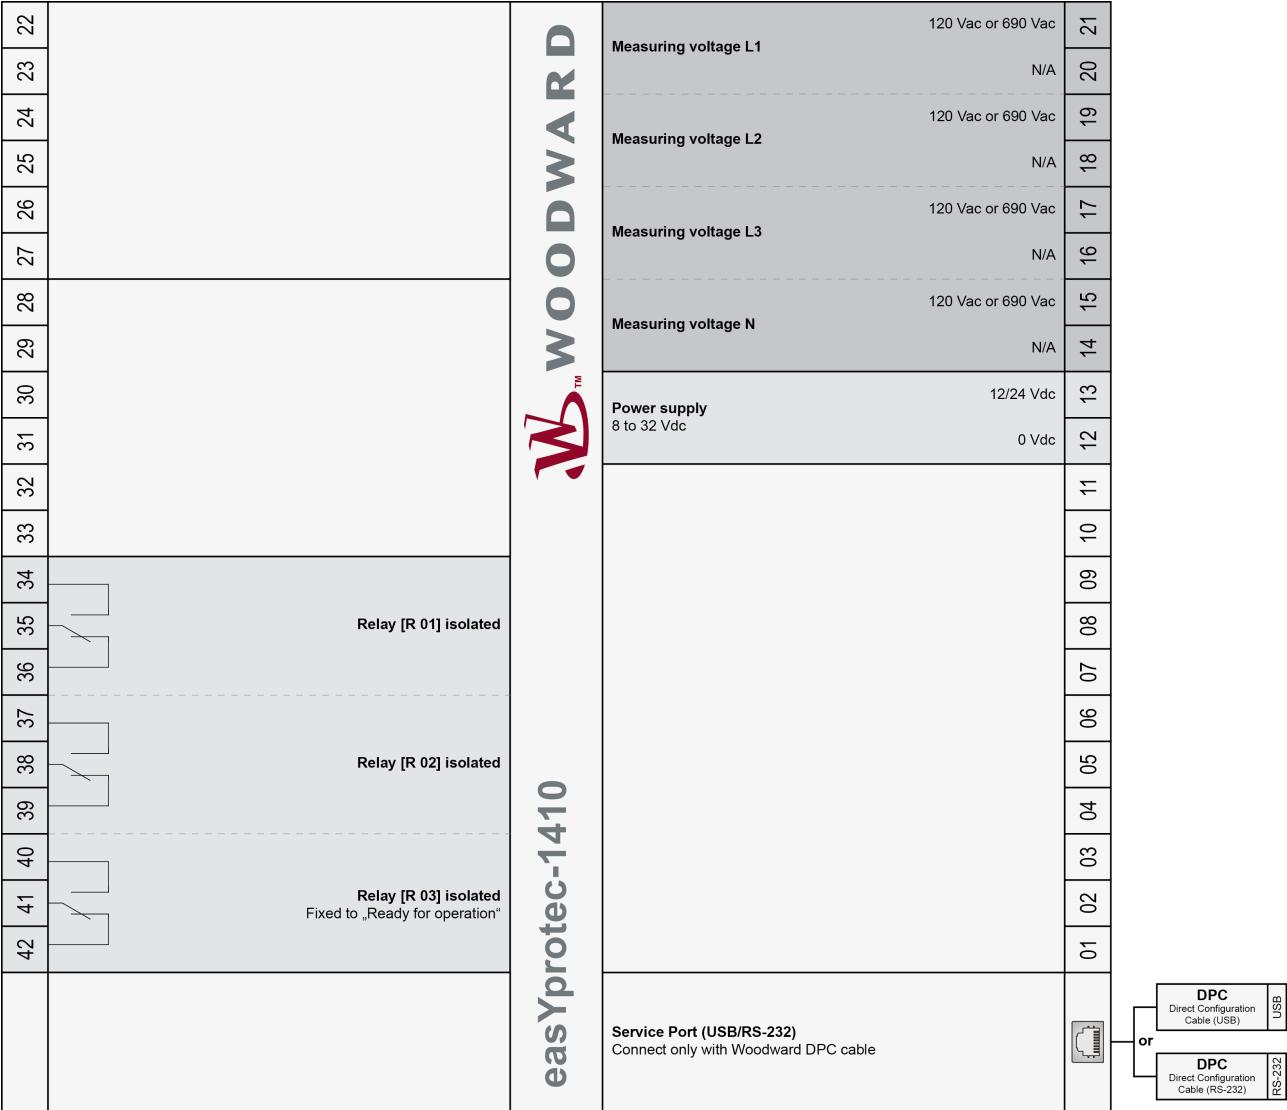 22
23
24
25
26
27
28
29
30
31
32
33
34
35
36
37
38
39
40
41
42
Relay [R 01] isolated
Relay [R 02] isolated
Relay [R 03] isolated
Fixed to „Ready for operation“
WOODWARD
TM
easYprotec-1410
Measuring voltage L1
120 Vac or 690 Vac
N/A
Measuring voltage L2
120 Vac or 690 Vac
N/A
Measuring voltage L3
120 Vac or 690 Vac
N/A
Measuring voltage N
120 Vac or 690 Vac
N/A
Power supply
8 to 32 Vdc
12/24 Vdc
0 Vdc
Service Port (USB/RS-232)
Connect only with Woodward DPC cable
21
20
19
18
17
16
15
14
13
12
11
10
09
08
07
06
05
04
03
02
01
DPC
Direct Configuration
Cable (USB)
USB
or
DPC
Direct Configuration
Cable (RS-232)
RS-232